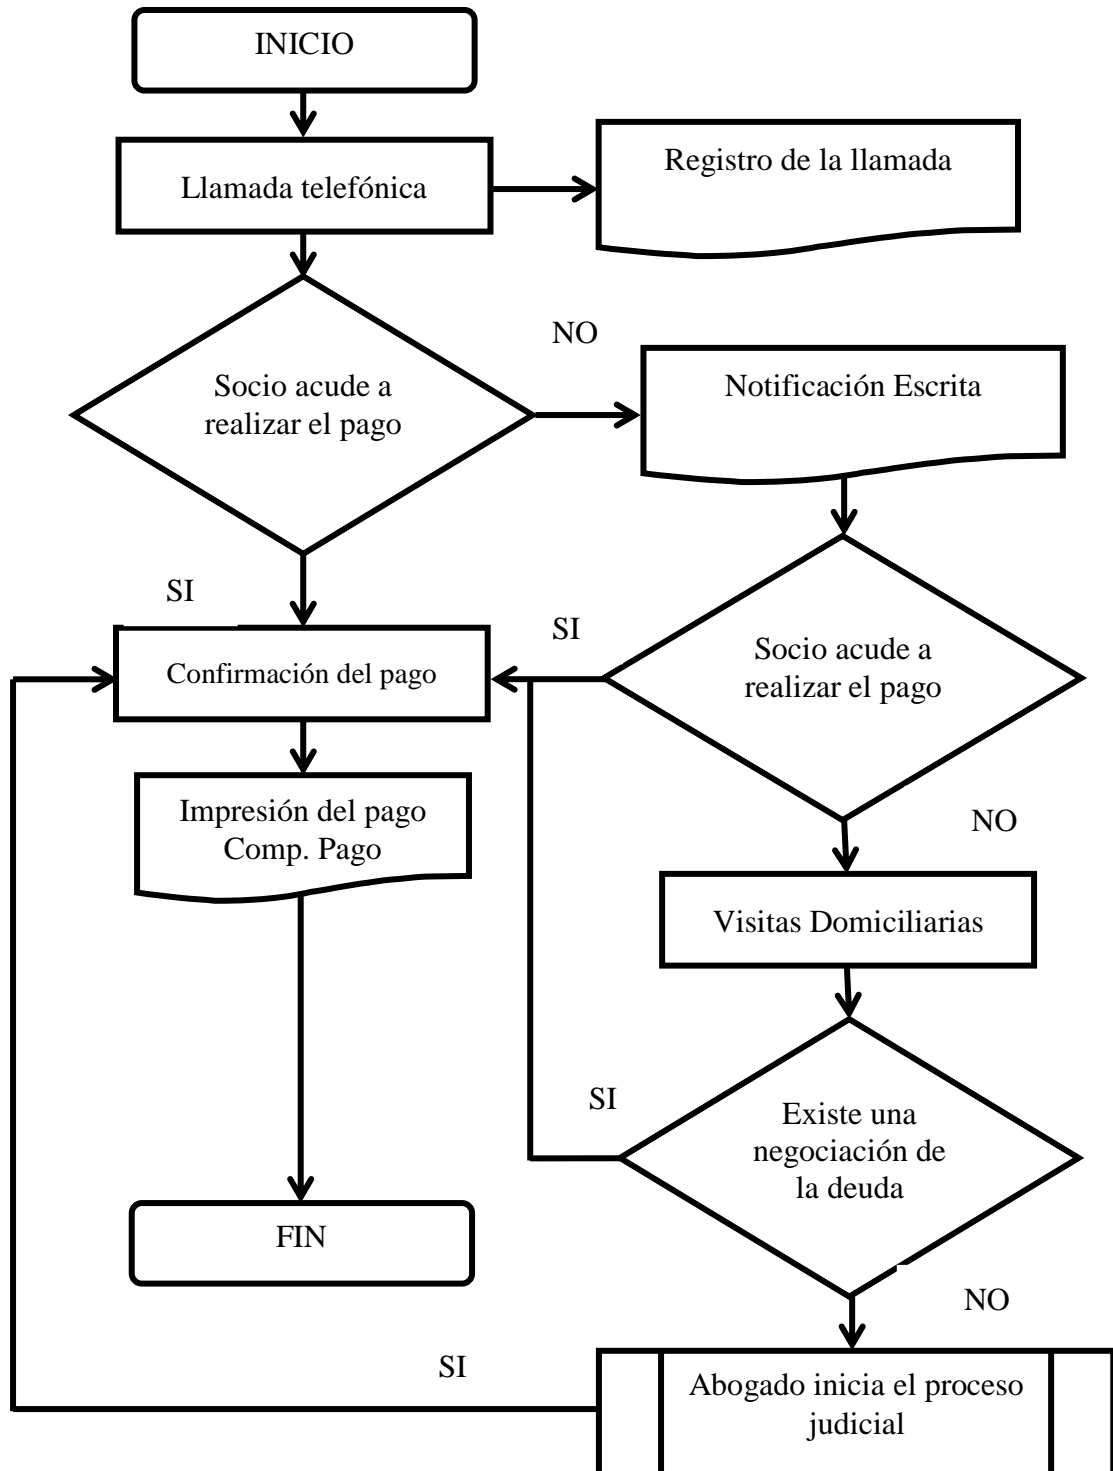 INICIO
Llamada telefónica
Registro de la llamada
Socio acude a
realizar el pago
NO
Notificación Escrita
SI
Confirmación del pago
SI
Socio acude a
realizar el pago
Impresión del pago
Comp. Pago
NO
Visitas Domiciliarias
SI
Existe una
negociación de
la deuda
FIN
NO
SI
Abogado inicia el proceso
judicial